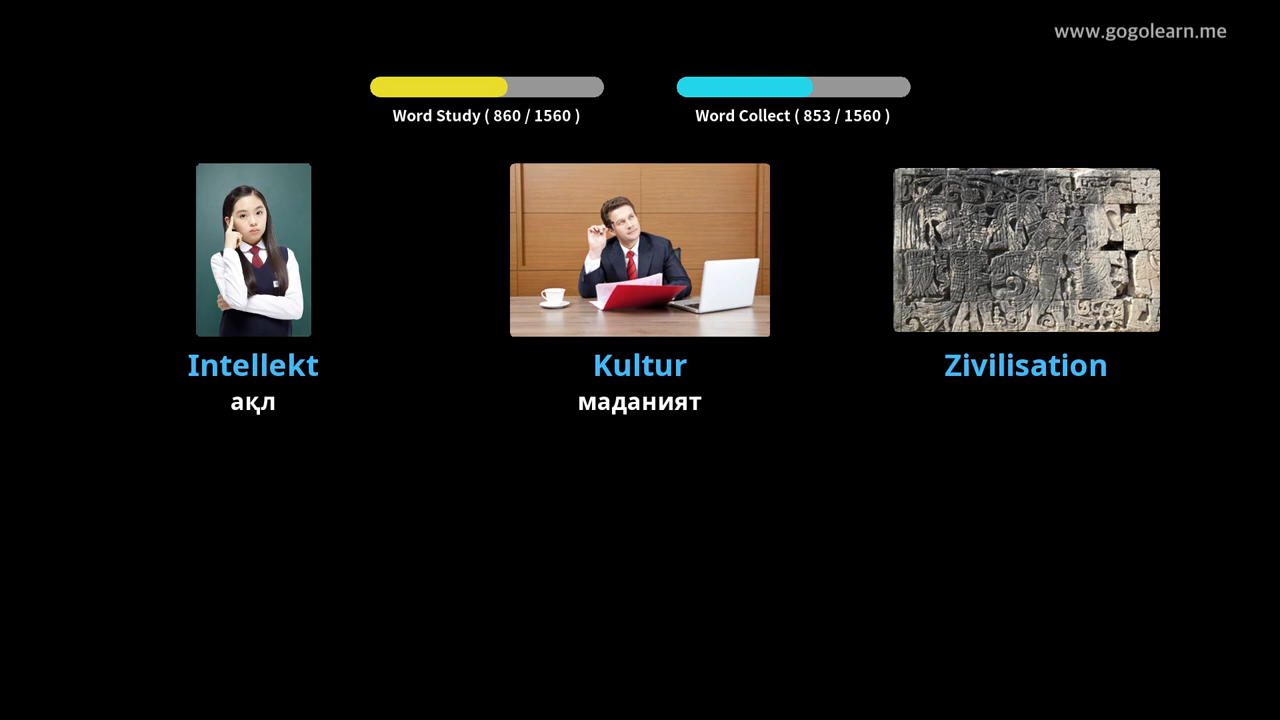 www.gogolearn.me
Word Study ( 860 / 1560 )
Word Collect ( 853 / 1560 )
Intellekt
ақл
Kultur
маданият
Zivilisation